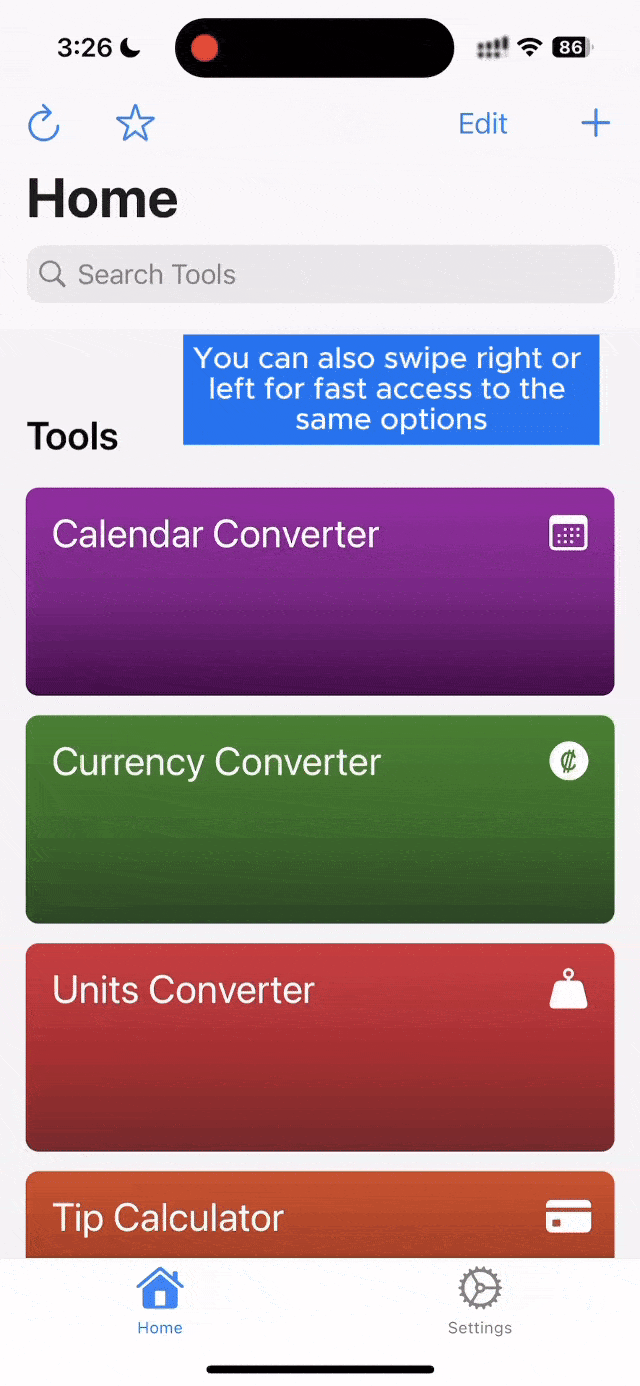 3:26
86
Edit
Home
Search Tools
You can also swipe right or
left for fast access to the
same options
Tools
Calendar Converter
Currency Converter
₡
Units Converter
Tip Calculator
Home
Settings